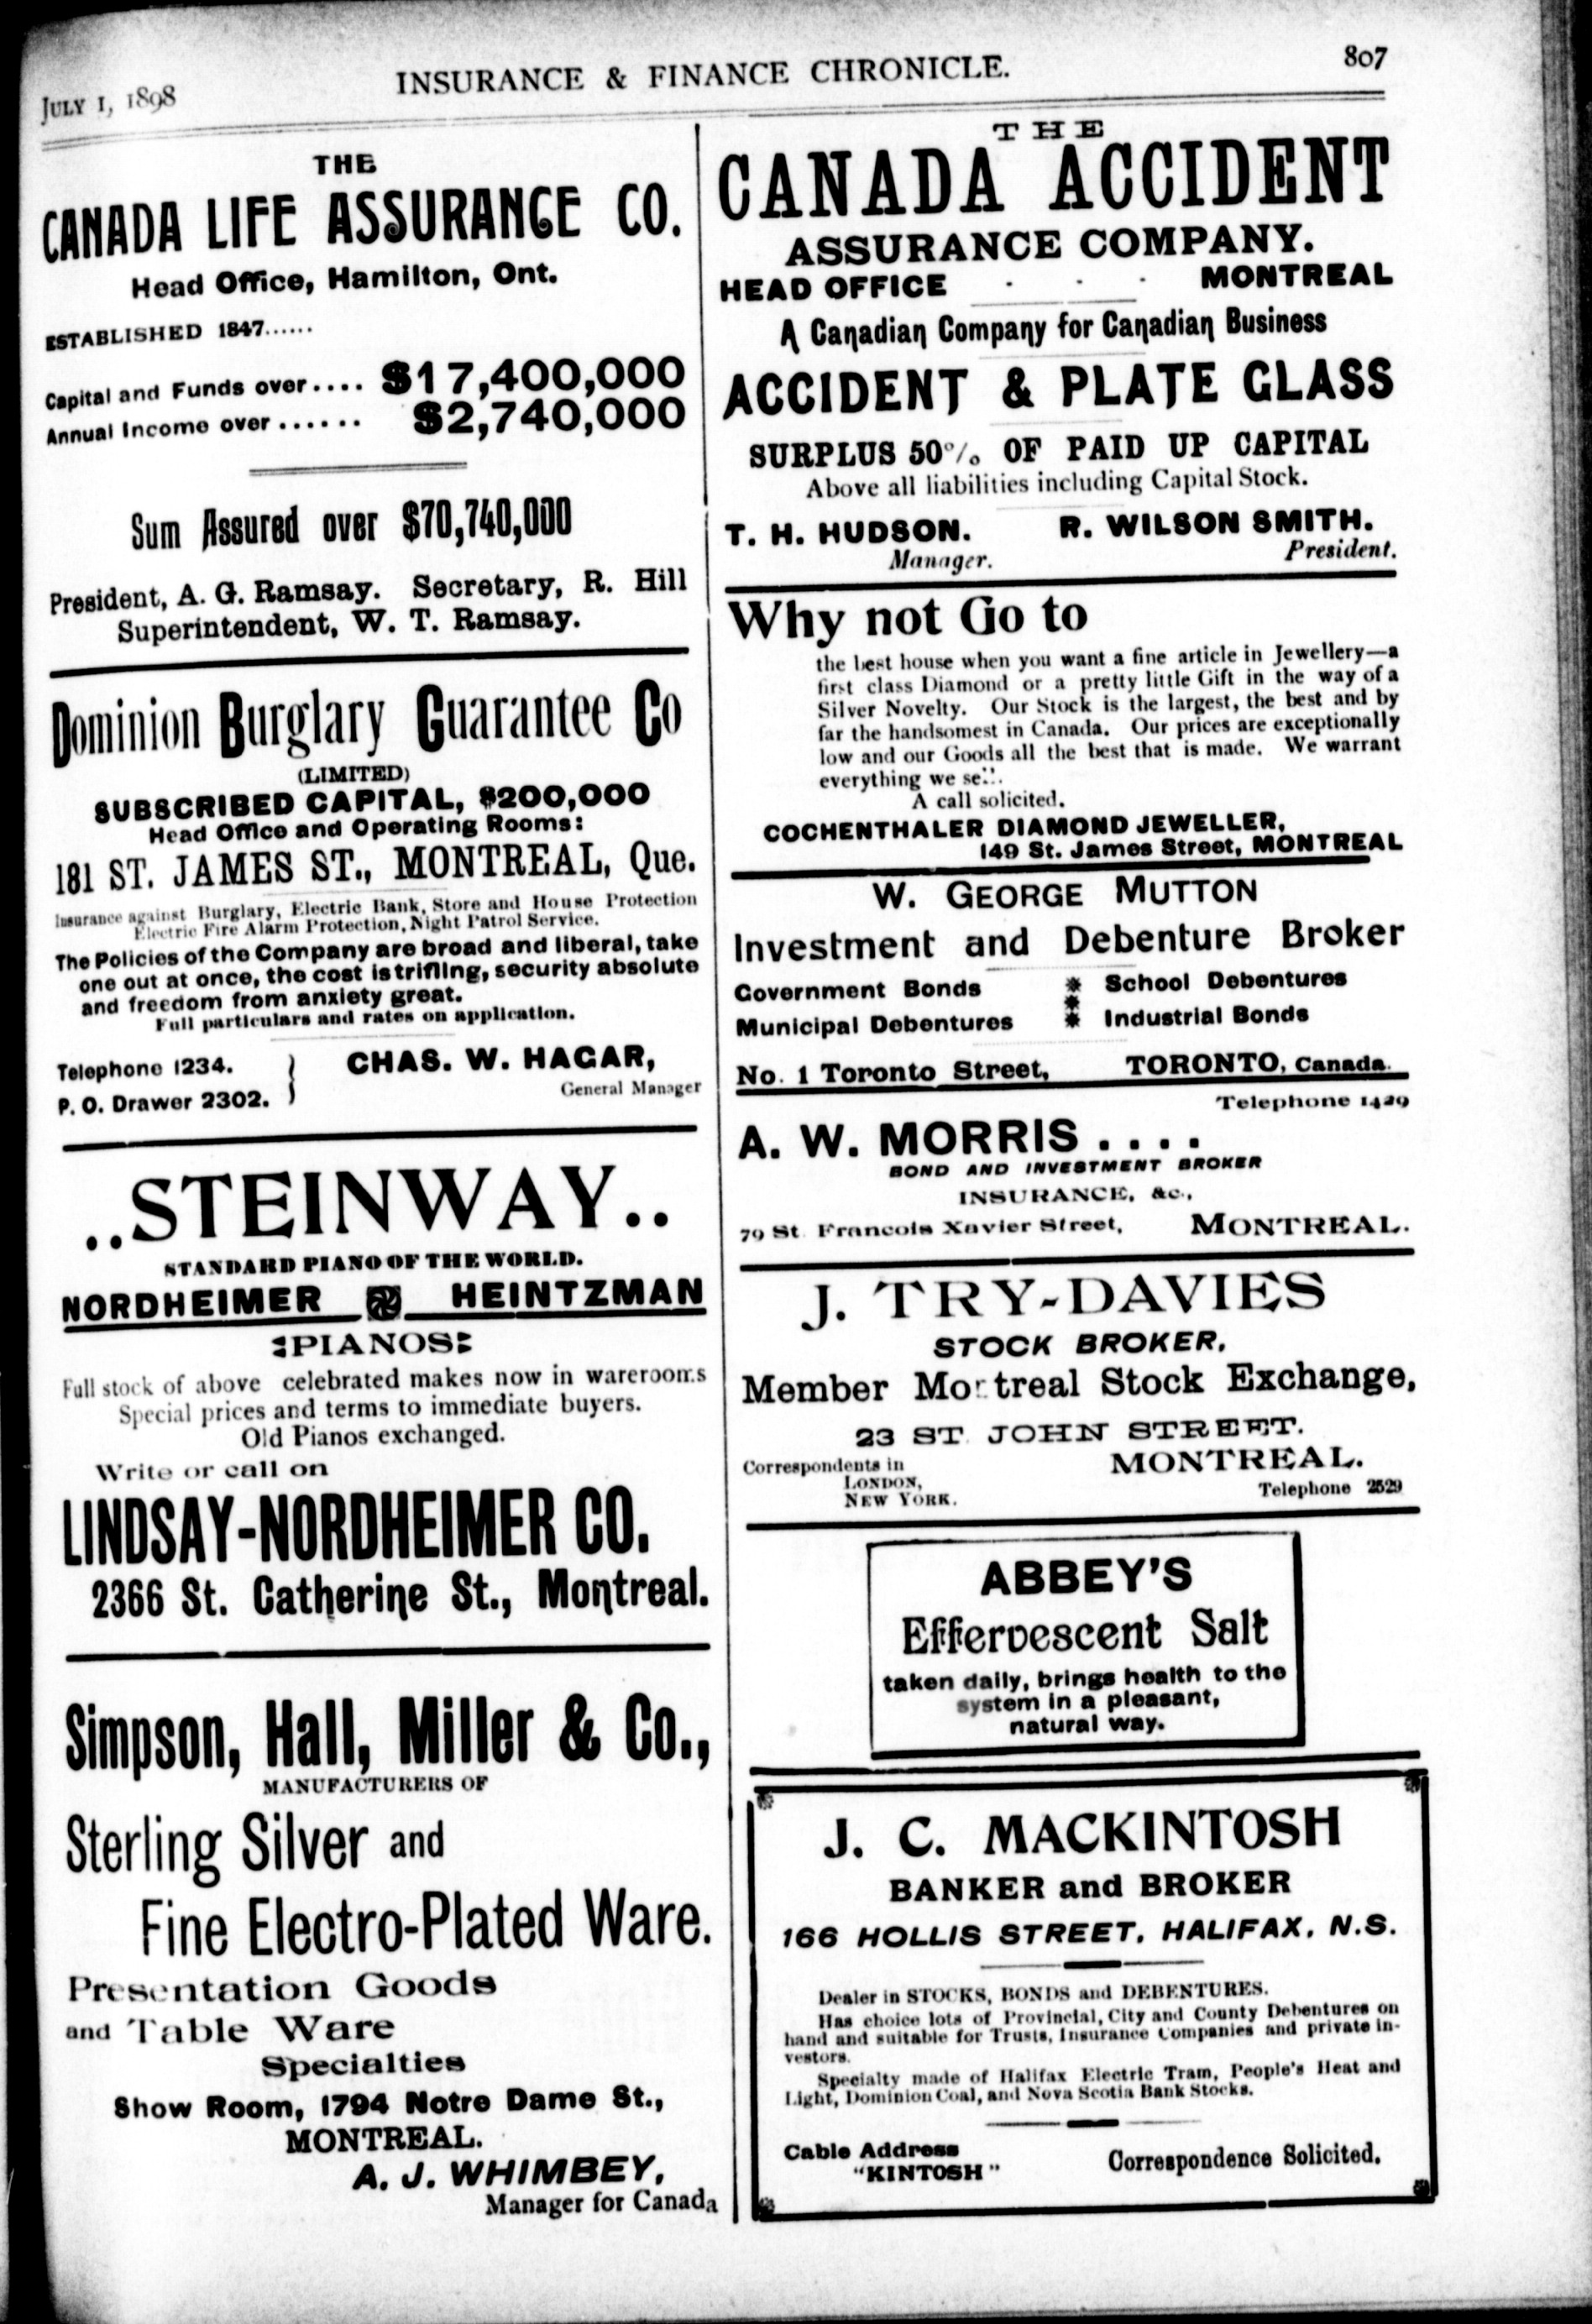 JULY 1, 1898
INSURANCE & FINANCE CHRONICLE.
807
THE
CANADA LIFE ASSURANCE CO.
Head Office, Hamilton, Ont.
ESTABLISHED 1847......
Capital and Funds over.... $17,400,000
Annual Income over ...... $2,740,000
Sum Assured over $70,740,000
President, A. G. Ramsay. Secretary, R. Hill
Superintendent, W. T. Ramsay.
Dominion Burglary Guarantee Co
(LIMITED)
SUBSCRIBED CAPITAL, $200,000
Head Office and Operating Rooms:
181 ST. JAMES ST., MONTREAL, Que.
Insurance against Burglary, Electric Bank, Store and House Protection
Electric Fire Alarm Protection, Night Patrol Service.
The Policies of the Company are broad and liberal, take
one out at once, the cost is trifling, security absolute
and freedom from anxiety great.
Full particulars and rates on application.
Telephone 1234.
P. O. Drawer 2302.
CHAS. W. HAGAR,
General Manager
..STEINWAY..
STANDARD PIANO OF THE WORLD.
NORDHEIMER HEINTZMAN
PIANOS
Full stock of above celebrated makes now in warerooms
Special prices and terms to immediate buyers.
Old Pianos exchanged.
Write or call on
LINDSAY-NORDHEIMER CO.
2366 St. Catherine St., Montreal.
Simpson, Hall, Miller & Co.,
MANUFACTURERS OF
Sterling Silver and
Fine Electro-Plated Ware.
Presentation Goods
and Table Ware
Specialties
Show Room, 1794 Notre Dame St.,
MONTREAL.
A. J. WHIMBEY,
Manager for Canada
THE
CANADA ACCIDENT
ASSURANCE COMPANY.
HEAD OFFICE - - - MONTREAL
A Canadian Company for Canadian Business
ACCIDENT & PLATE GLASS
SURPLUS 50% OF PAID UP CAPITAL
Above all liabilities including Capital Stock.
T. H. HUDSON. R. WILSON SMITH.
Manager. President.
Why not Go to
the best house when you want a fine article in Jewellery—a
first class Diamond or a pretty little Gift in the way of a
Silver Novelty. Our Stock is the largest, the best and by
far the handsomest in Canada. Our prices are exceptionally
low and our Goods all the best that is made. We warrant
everything we sell.
A call solicited.
COCHENTHALER DIAMOND JEWELLER,
149 St. James Street, MONTREAL
W. GEORGE MUTTON
Investment and Debenture Broker
Government Bonds * School Debentures
*
Municipal Debentures * Industrial Bonds
No. 1 Toronto Street, TORONTO, Canada.
Telephone 1429
A. W. MORRIS ....
BOND AND INVESTMENT BROKER
INSURANCE, &c.,
79 St. Francois Xavier Street, MONTREAL.
J. TRY-DAVIES
STOCK BROKER,
Member Montreal Stock Exchange,
23 ST. JOHN STREET.
Correspondents in
MONTREAL.
LONDON,
NEW YORK.
Telephone 2529
ABBEY'S
Effervescent Salt
taken daily, brings health to the
system in a pleasant,
natural way.
J. C. MACKINTOSH
BANKER and BROKER
166 HOLLIS STREET, HALIFAX, N.S.
Dealer in STOCKS, BONDS and DEBENTURES.
Has choice lots of Provincial, City and County Debentures on
hand and suitable for Trusts, Insurance Companies and private in-
vestors.
Specialty made of Halifax Electric Tram, People's Heat and
Light, Dominion Coal, and Nova Scotia Bank Stocks.
Cable Address
"KINTOSH"
Correspondence Solicited.